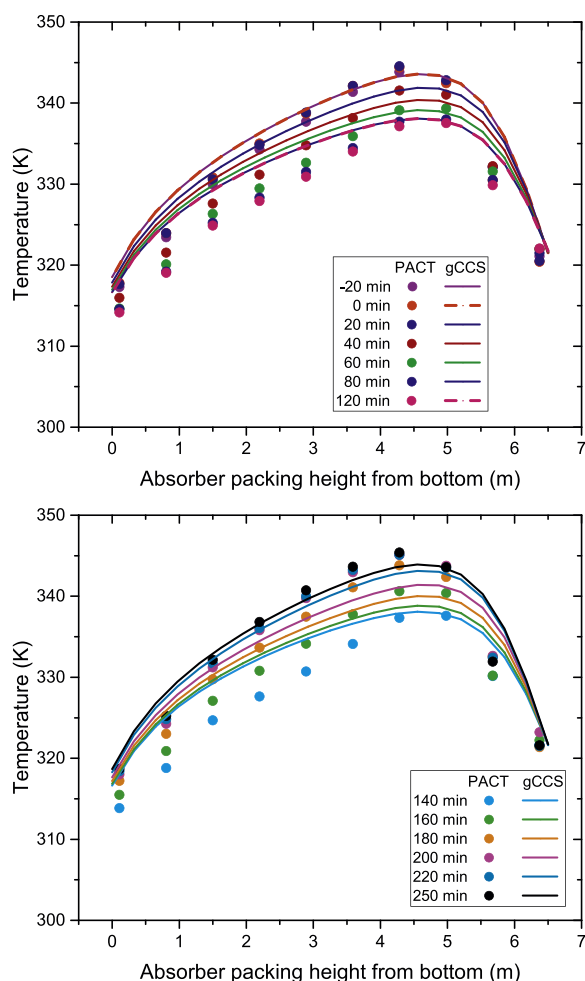 350
340
330
320
310
300
Temperature (K)
PACT gCCS
-20 min
0 min
20 min
40 min
60 min
80 min
120 min
0 1 2 3 4 5 6 7
Absorber packing height from bottom (m)
350
340
330
320
310
300
Temperature (K)
PACT gCCS
140 min
160 min
180 min
200 min
220 min
250 min
0 1 2 3 4 5 6 7
Absorber packing height from bottom (m)